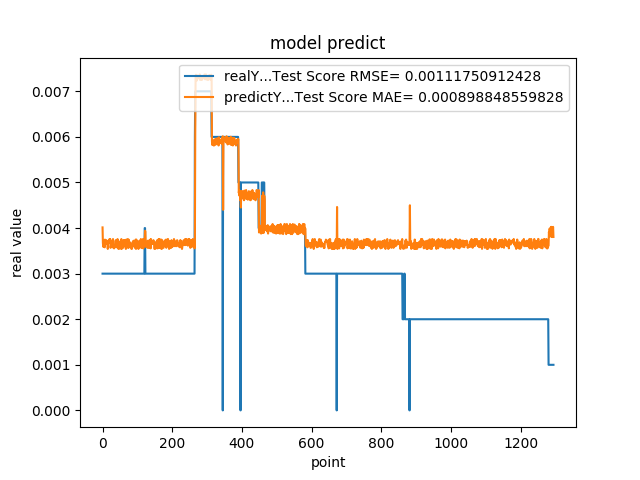 model predict
realY...Test Score RMSE= 0.00111750912428
predictY...Test Score MAE= 0.000898848559828
real value
0.007
0.006
0.005
0.004
0.003
0.002
0.001
0.000
0 200 400 600 800 1000 1200
point